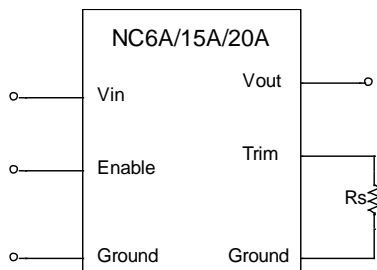 NC6A/15A/20A
Vin
Vout
Enable
Trim
Rs
Ground
Ground